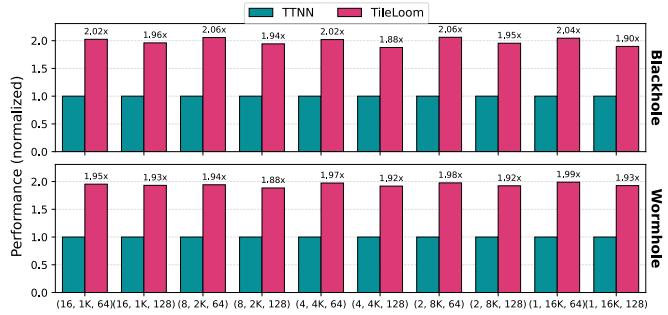 TTNN TileLoom
2.02x 1.96x 2.06x 1.94x 2.02x 1.88x 2.06x 1.95x 2.04x 1.90x
2.0
1.5
1.0
0.5
0.0
Blackhole
Performance (normalized)
1.95x 1.93x 1.94x 1.88x 1.97x 1.92x 1.98x 1.92x 1.99x 1.93x
2.0
1.5
1.0
0.5
0.0
Wormhole
(16, 1K, 64) (16, 1K, 128) (8, 2K, 64) (8, 2K, 128) (4, 4K, 64) (4, 4K, 128) (2, 8K, 64) (2, 8K, 128) (1, 16K, 64) (1, 16K, 128)